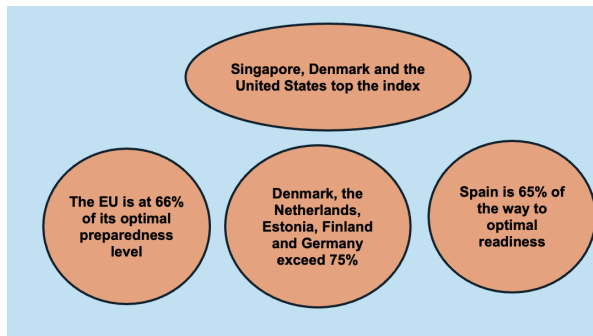 Singapore, Denmark and the
United States top the index
The EU is at 66%
of its optimal
preparedness
level
Denmark, the
Netherlands,
Estonia, Finland
and Germany
exceed 75%
Spain is 65% of
the way to
optimal
readiness